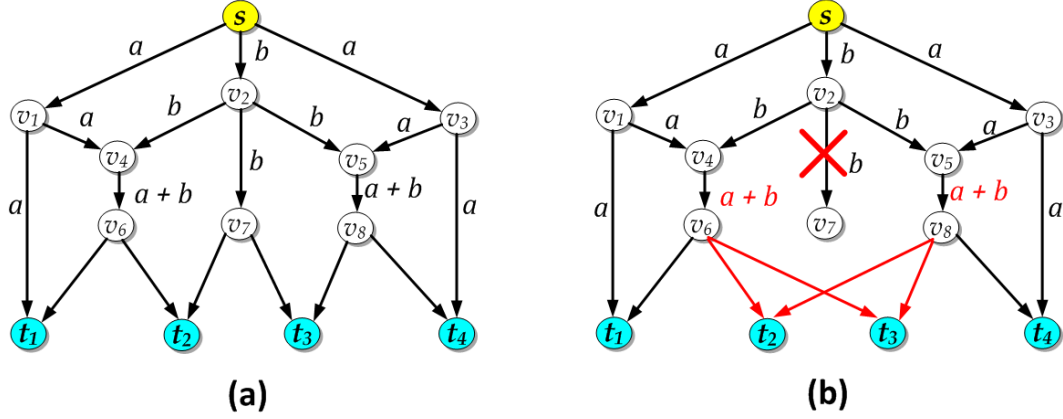 s s
a b a a b a
v2 v2
v1 b b v3 v1 b b v3
a a a a
v4 v5 v4 v5
b b
a + b a + b a + b a + b
a a a a
v6 v7 v8 v6 v7 v8
t1 t2 t3 t4 t1 t2 t3 t4
(a) (b)